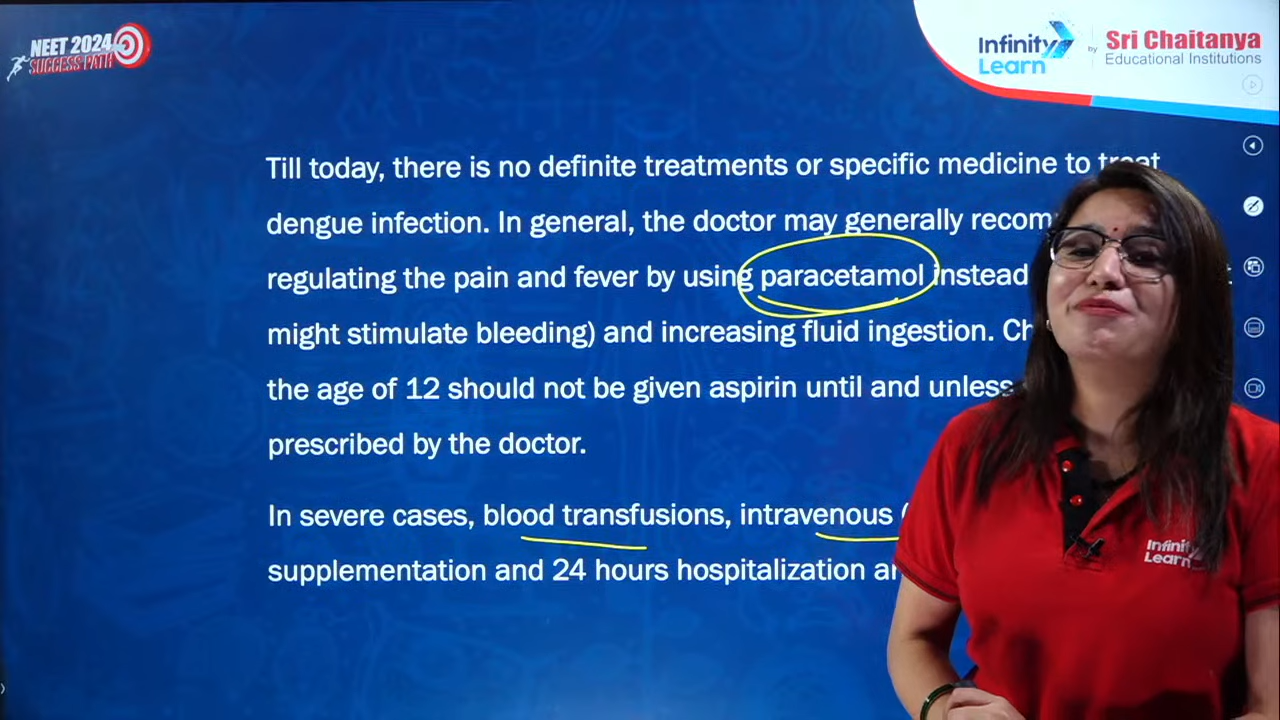 NEET 2024
SUCCESS PATH
Infinity Learn
by
Sri Chaitanya
Educational Institutions
Till today, there is no definite treatments or specific medicine to treat
dengue infection. In general, the doctor may generally
regulating the pain and fever by using paracetamol instead
might stimulate bleeding) and increasing fluid ingestion.
the age of 12 should not be given aspirin until and unless
prescribed by the doctor.
In severe cases, blood transfusions, intravenous (
supplementation and 24 hours hospitalization
Infinity
Learn